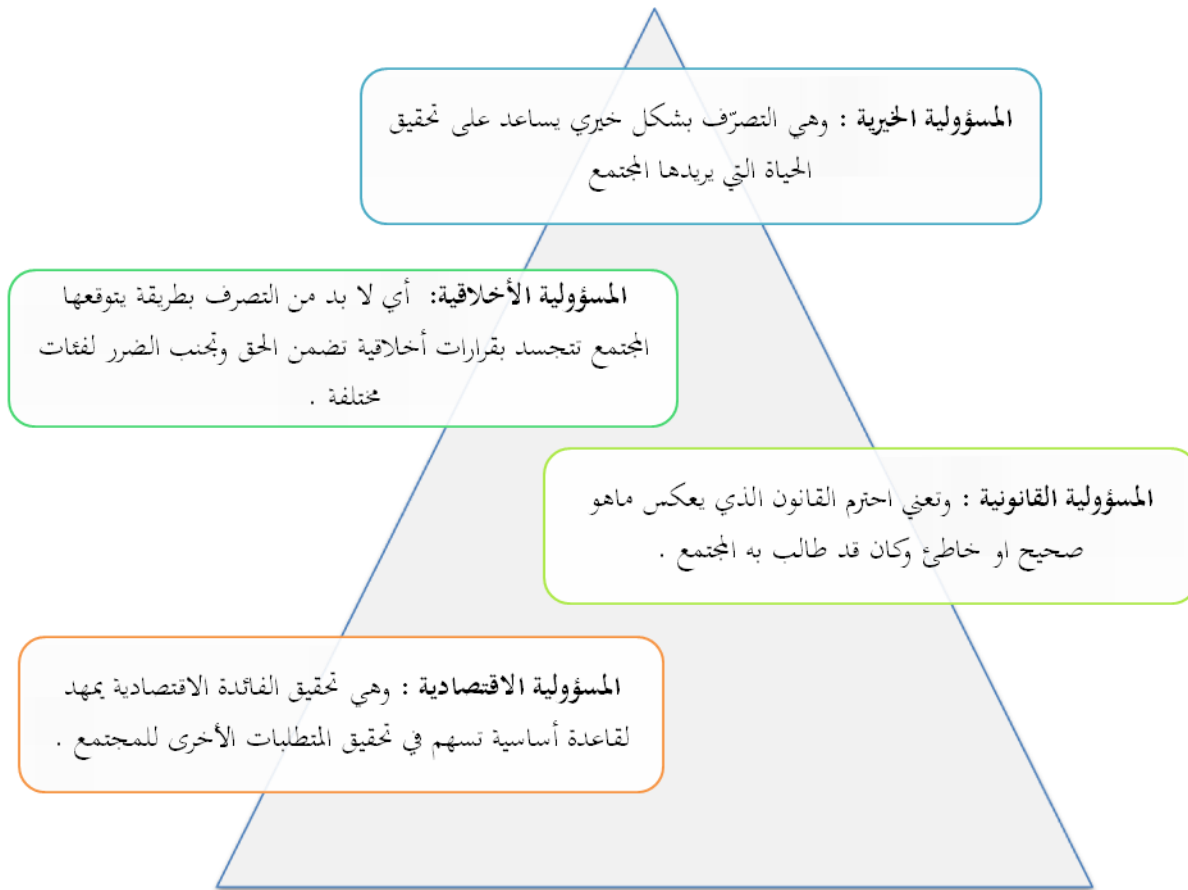 المسؤولية الخيرية : وهي التصرّف بشكل خيري يساعد على تحقيق
الحياة التي يريدها المجتمع
المسؤولية الأخلاقية: أي لا بد من التصرف بطريقة يتوقعها
المجتمع تتجسد بقرارات أخلاقية تضمن الحق وتجنب الضرر لفئات
مختلفة .
المسؤولية القانونية : وتعني احترم القانون الذي يعكس ماهو
صحيح او خاطئ وكان قد طالب به المجتمع .
المسؤولية الاقتصادية : وهي تحقيق الفائدة الاقتصادية يمهد
لقاعدة أساسية تسهم في تحقيق المتطلبات الأخرى للمجتمع .